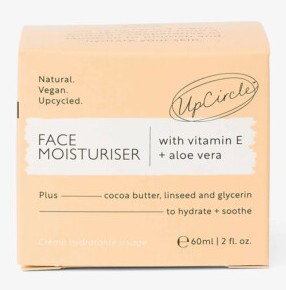 Natural.
Vegan.
Upcycled.
UpCircle
FACE
MOISTURISER
with vitamin E
+ aloe vera
Plus cocoa butter, linseed and glycerin
to hydrate + soothe
℮60ml | 2 fl. oz.